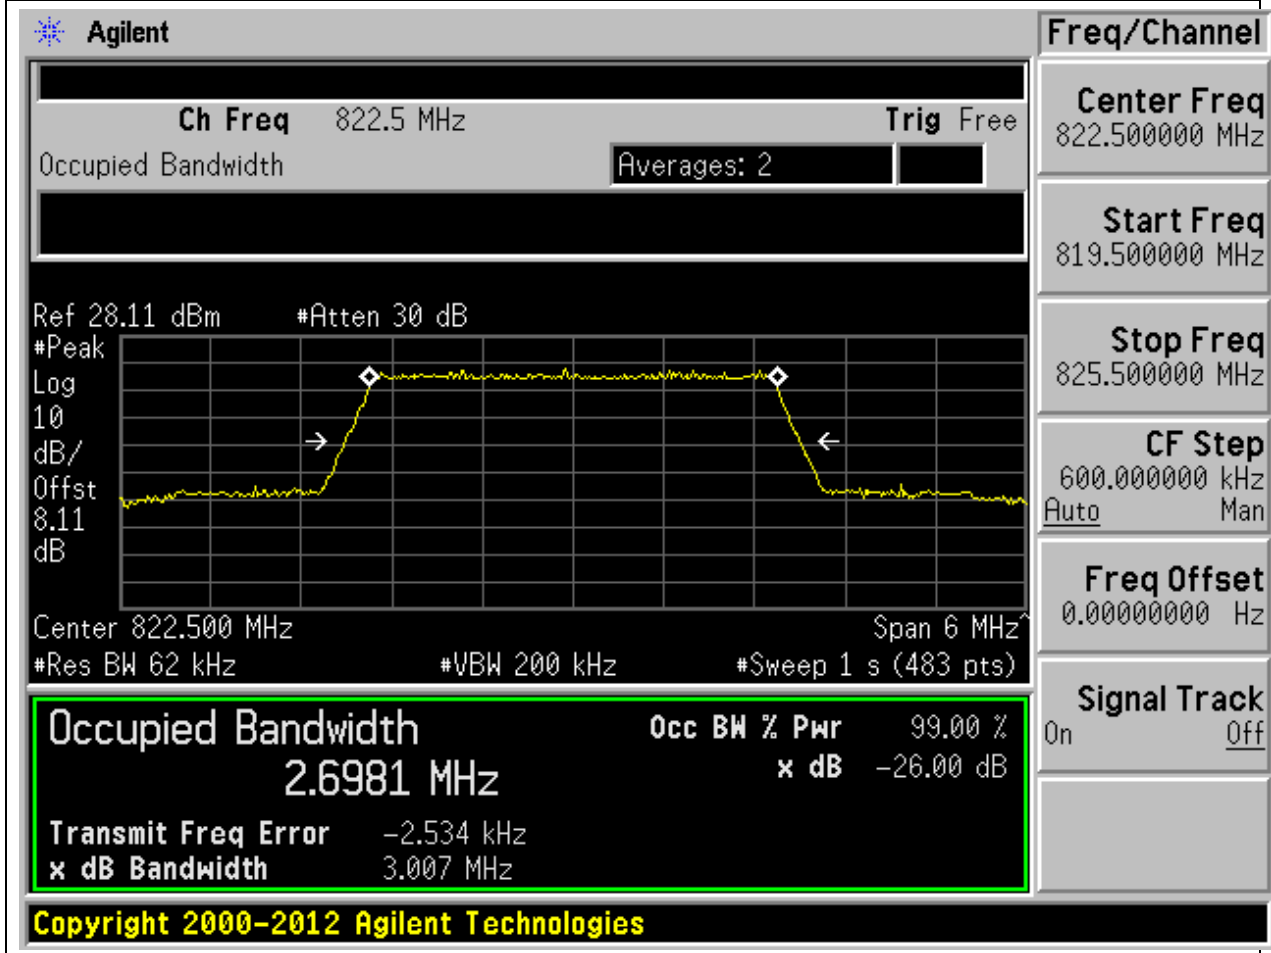 Agilent
Freq/Channel
Ch Freq 822.5 MHz Trig Free
Occupied Bandwidth Averages: 2
Center Freq
822.500000 MHz
Start Freq
819.500000 MHz
Stop Freq
825.500000 MHz
CF Step
600.000000 kHz
Auto Man
Freq Offset
0.00000000 Hz
Signal Track
On Off
Ref 28.11 dBm #Atten 30 dB
#Peak
Log
10
dB/
Offst
8.11
dB
Center 822.500 MHz Span 6 MHz^
#Res BW 62 kHz #VBW 200 kHz #Sweep 1 s (483 pts)
Occupied Bandwidth Occ BW % Pwr 99.00 %
2.6981 MHz x dB -26.00 dB
Transmit Freq Error -2.534 kHz
x dB Bandwidth 3.007 MHz
Copyright 2000-2012 Agilent Technologies